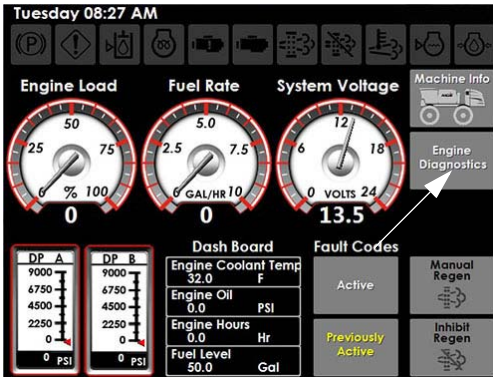 Tuesday 08:27 AM
Engine Load
Fuel Rate
System Voltage
Machine Info
0
25
50
75
100
%
0
0
2.5
5.0
7.5
10
GAL/HR
0
0
6
12
18
24
VOLTS
13.5
Engine
Diagnostics
DP A
9000
6750
4500
2250
0
0 PSI
DP B
9000
6750
4500
2250
0
0 PSI
Dash Board
Engine Coolant Temp
32.0 F
Engine Oil
0.0 PSI
Engine Hours
0.0 Hr
Fuel Level
50.0 Gal
Fault Codes
Active
Previously
Active
Manual
Regen
Inhibit
Regen